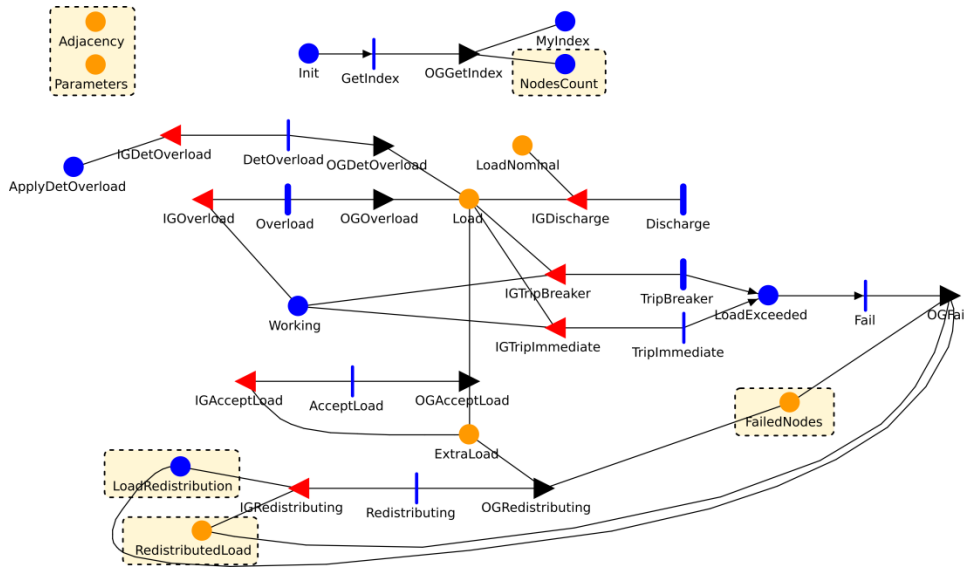 Adjacency
Parameters
Init
GetIndex
OGGetIndex
MyIndex
NodesCount
ApplyDetOverload
IGDetOverload
DetOverload
OGDetOverload
LoadNominal
IGOverload
Overload
OGOverload
Load
IGDischarge
Discharge
Working
IGTripBreaker
TripBreaker
LoadExceeded
Fail
OGFail
IGTripImmediate
TripImmediate
IGAcceptLoad
AcceptLoad
OGAcceptLoad
FailedNodes
ExtraLoad
LoadRedistribution
IGRedistributing
Redistributing
OGRedistributing
RedistributedLoad